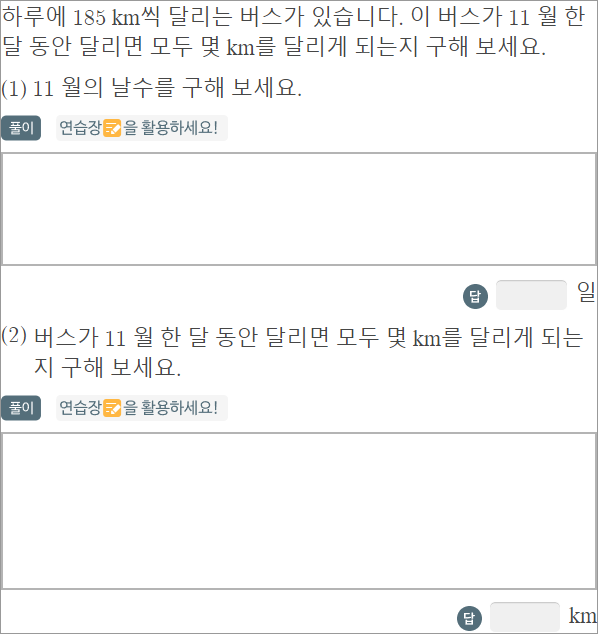 하루에 185 km씩 달리는 버스가 있습니다. 이 버스가 11 월 한
달 동안 달리면 모두 몇 km를 달리게 되는지 구해 보세요.
(1) 11 월의 날수를 구해 보세요.
풀이 연습장을 활용하세요!
답 일
(2) 버스가 11 월 한 달 동안 달리면 모두 몇 km를 달리게 되는
지 구해 보세요.
풀이 연습장을 활용하세요!
답 km